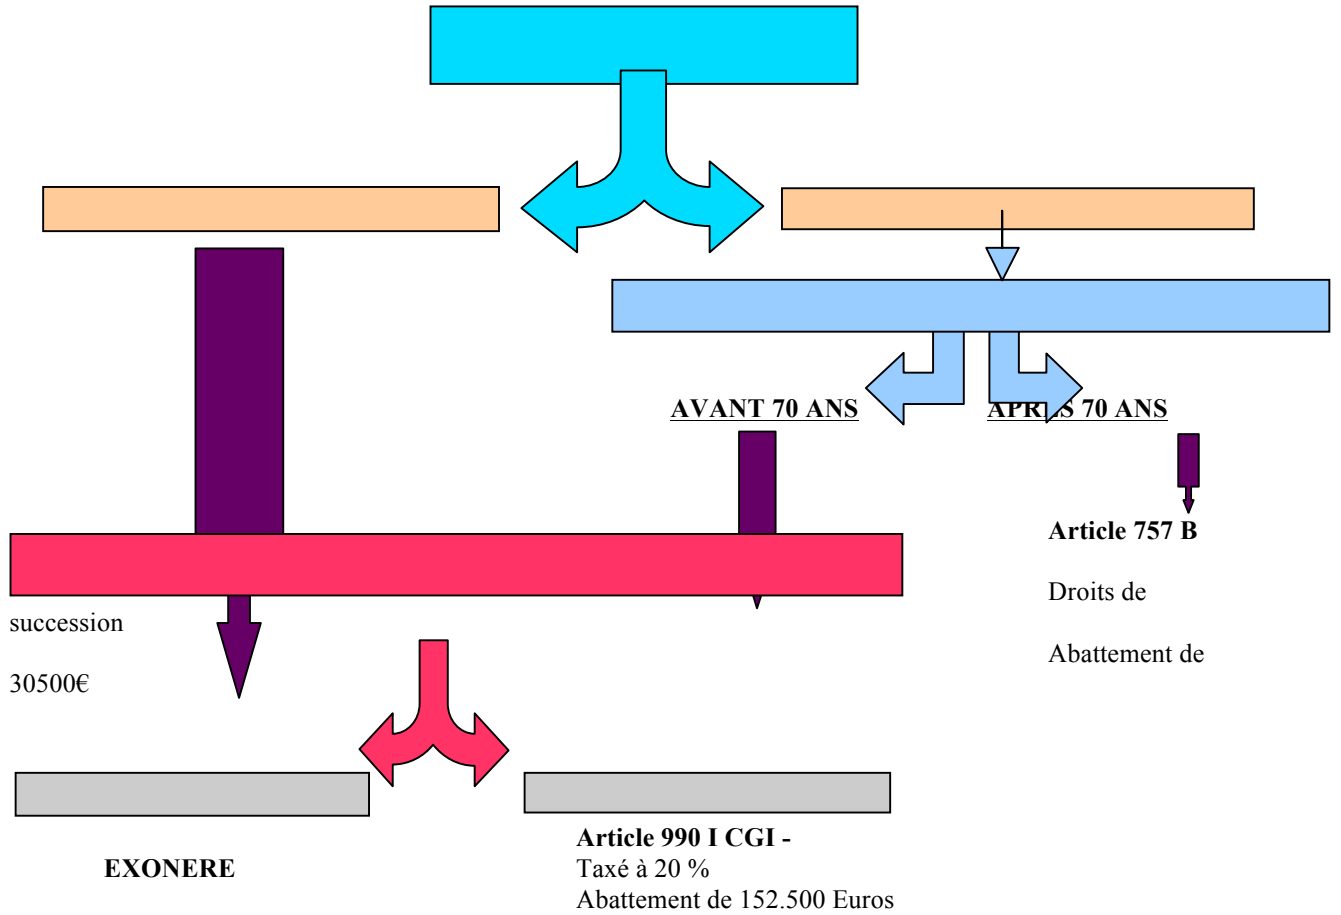 AVANT 70 ANS
APRES 70 ANS
Article 757 B
Droits de
succession
Abattement de
30500€
EXONERE
Article 990 I CGI -
Taxé à 20 %
Abattement de 152.500 Euros